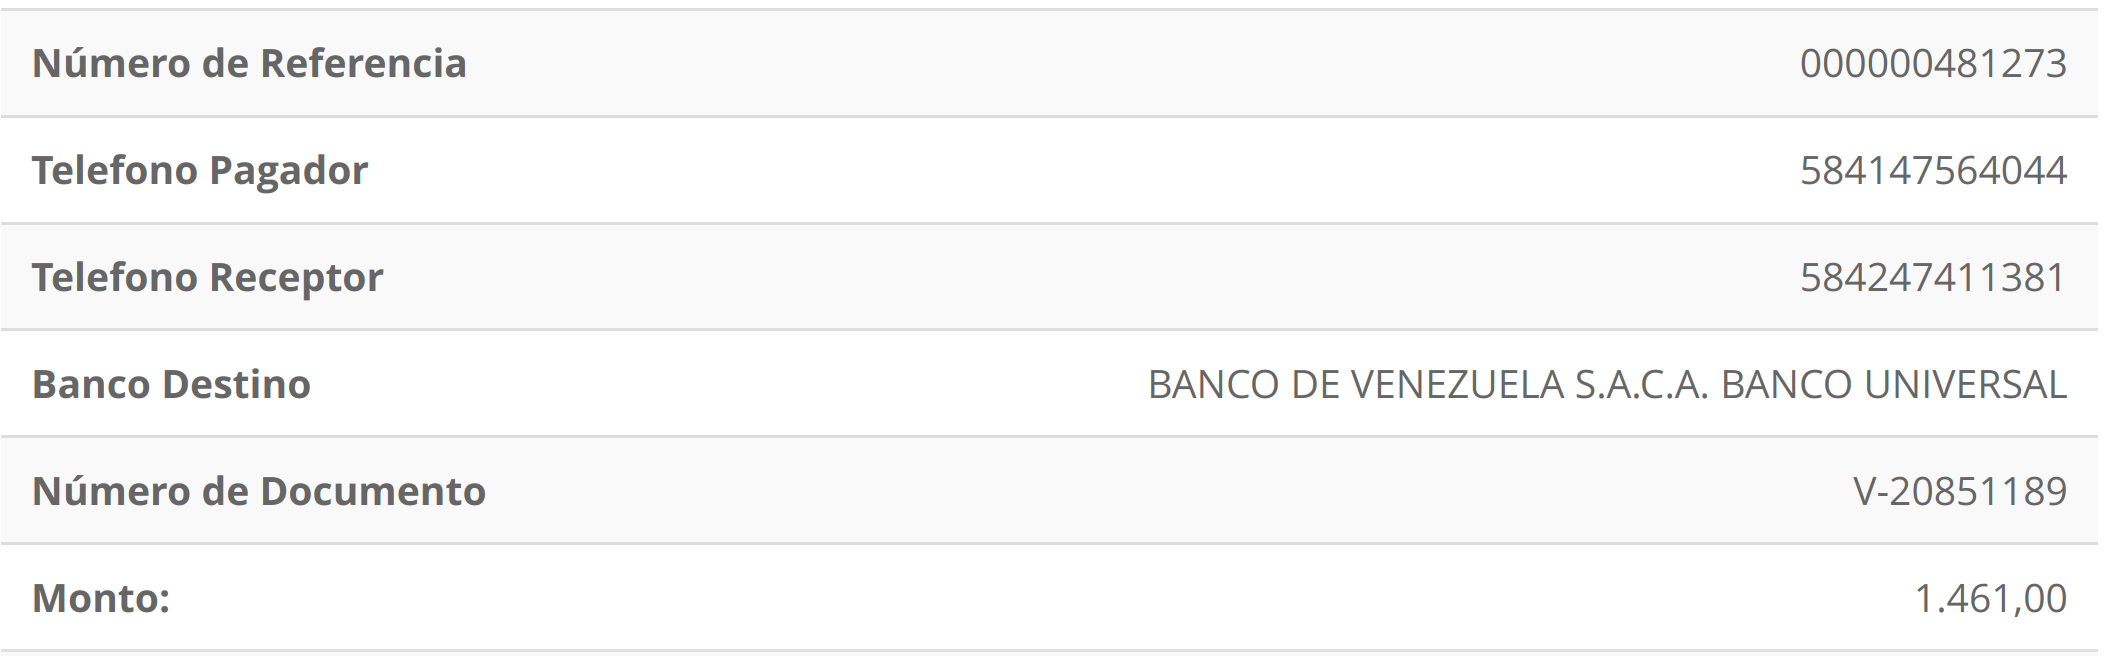 Número de Referencia 000000481273
Telefono Pagador 584147564044
Telefono Receptor 584247411381
Banco Destino BANCO DE VENEZUELA S.A.C.A. BANCO UNIVERSAL
Número de Documento V-20851189
Monto: 1.461,00